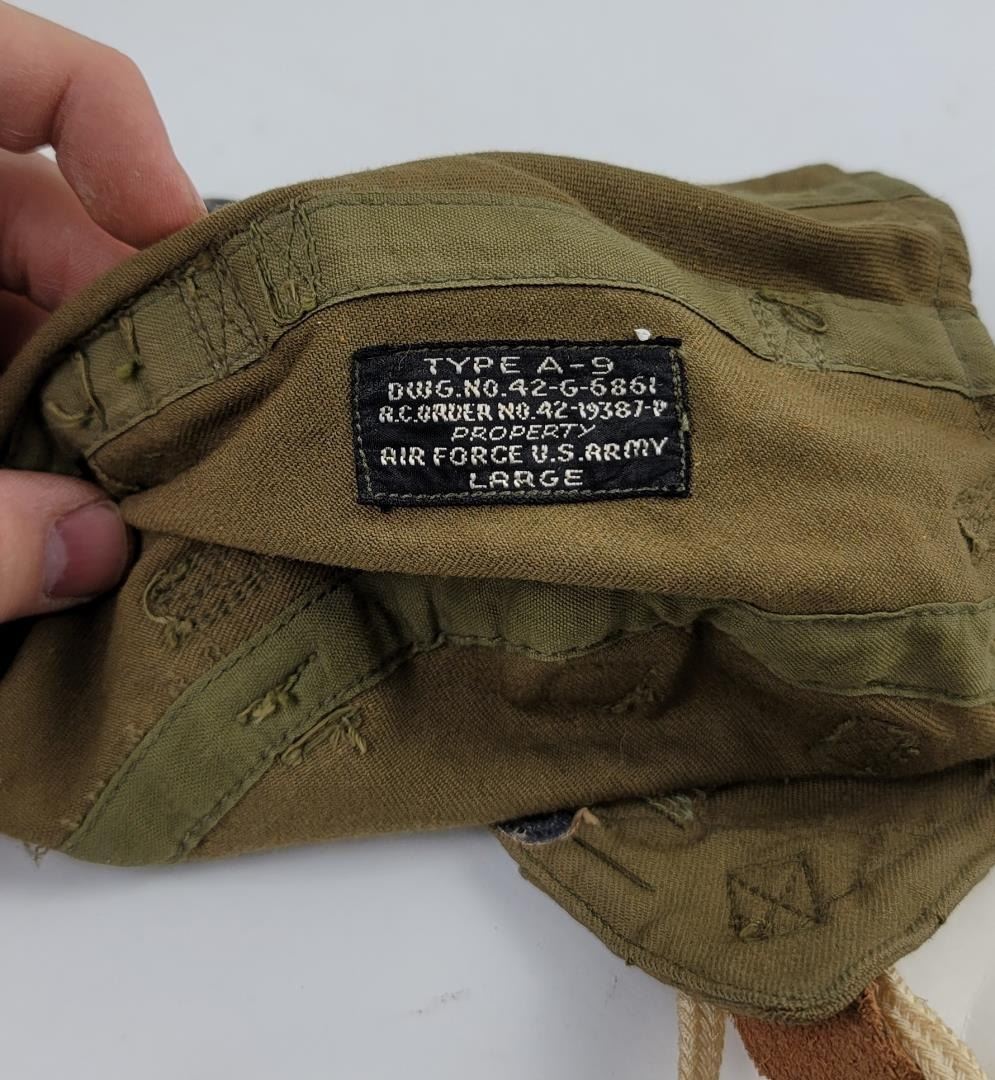 TYPE A-9
DWG.NO.42-G-6861
A.C.ORDER NO.42-19387-P
PROPERTY
AIR FORCE U.S.ARMY
LARGE